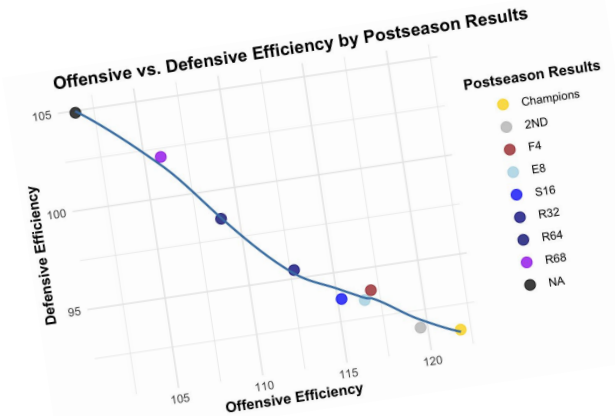 Offensive vs. Defensive Efficiency by Postseason Results
105
100
95
Defensive Efficiency
105
110
115
120
Offensive Efficiency
Postseason Results
Champions
2ND
F4
E8
S16
R32
R64
R68
NA